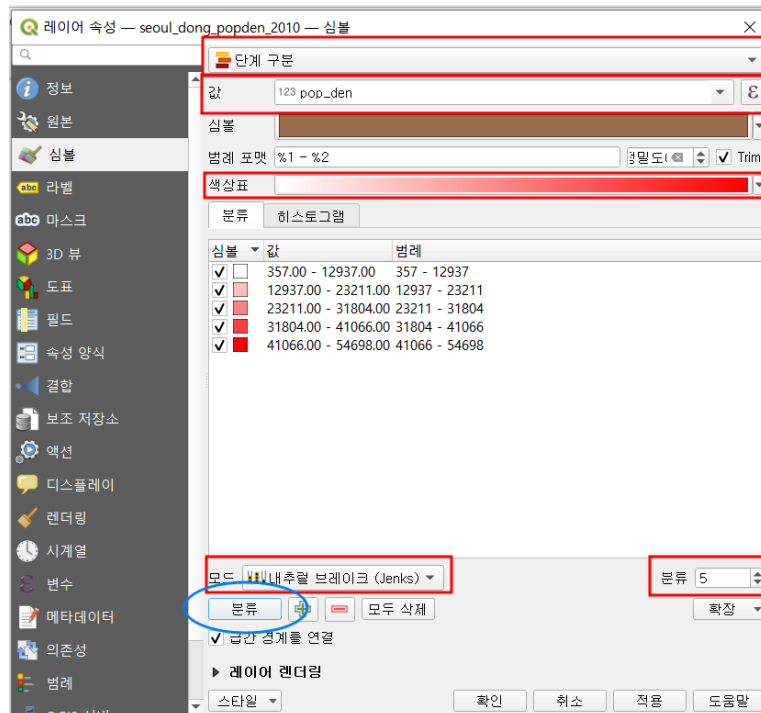 레이어 속성 — seoul_dong_popden_2010 — 심볼
단계 구분
정보
값 123 pop_den ε
원본
심볼
심볼
범례 포맷 %1 - %2 Trim
라벨
색상표
마스크
분류 히스토그램
3D 뷰
심볼 값 범례
도표
357.00 - 12937.00 357 - 12937
12937.00 - 23211.00 12937 - 23211
필드
23211.00 - 31804.00 23211 - 31804
31804.00 - 41066.00 31804 - 41066
속성 양식
41066.00 - 54698.00 41066 - 54698
결합
보조 저장소
액션
디스플레이
렌더링
시계열
모드 내추럴 브레이크 (Jenks) 분류 5
변수
분류 모두 삭제 확장
메타데이터
급간 경계를 연결
의존성
레이어 렌더링
범례
스타일 확인 취소 적용 도움말